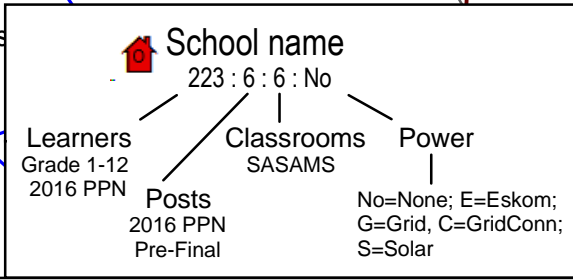 s
O School name
223 : 6 : 6 : No
Learners
Grade 1-12
2016 PPN
Posts
2016 PPN
Pre-Final
Classrooms
SASAMS
Power
No=None; E=Eskom;
G=Grid, C=GridConn;
S=Solar